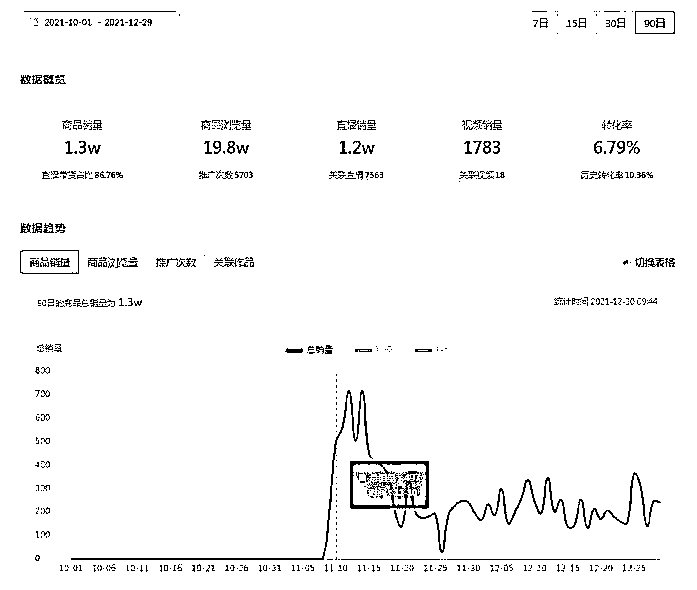 2021-10-01 - 2021-12-29
7日 15日 30日 90日
数据概览
商品销量 商品浏览量 直播销量 视频销量 转化率
1.3w 19.8w 1.2w 1783 6.79%
直播带货占比 86.76% 推广次数 5703 关联直播 7563 关联视频 18 历史转化率 10.36%
数据趋势
商品销量 商品浏览量 推广次数 关联作品
切换表格
90日的商品总销量为 1.3w
统计时间 2021-12-30 09:44
总销量
总销量
800
700
600
500
400
300
200
100
0
10-01 10-06 10-11 10-16 10-21 10-26 10-31 11-05 11-10 11-15 11-20 11-25 11-30 12-05 12-10 12-15 12-20 12-25